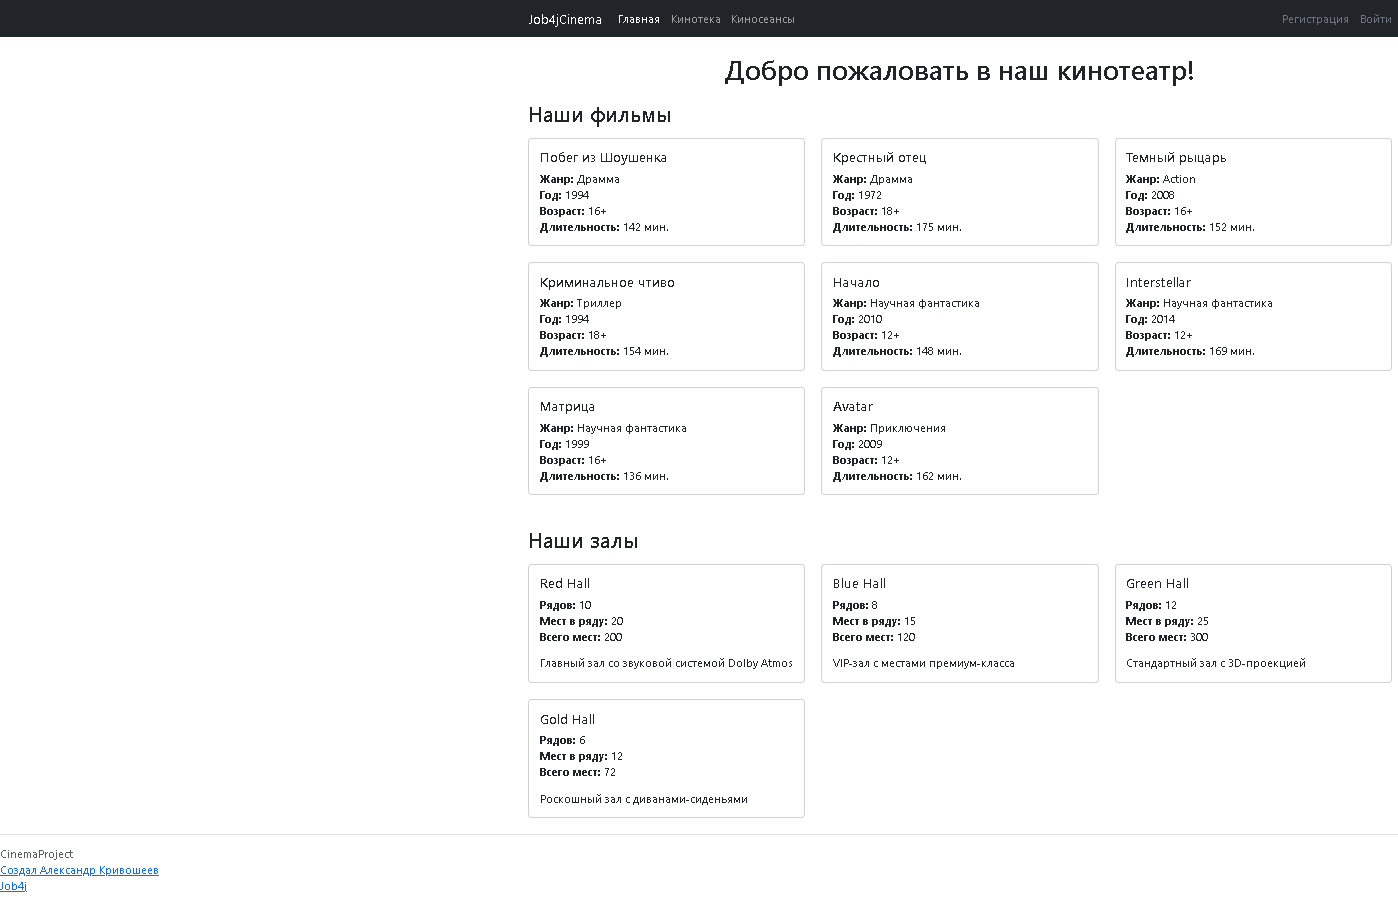 Job4jCinema Главная Кинотека Киносеансы Регистрация Войти
Добро пожаловать в наш кинотеатр!
Наши фильмы
Побег из Шоушенка
Жанр: Драмма
Год: 1994
Возраст: 16+
Длительность: 142 мин.
Крестный отец
Жанр: Драмма
Год: 1972
Возраст: 18+
Длительность: 175 мин.
Темный рыцарь
Жанр: Action
Год: 2008
Возраст: 16+
Длительность: 152 мин.
Криминальное чтиво
Жанр: Триллер
Год: 1994
Возраст: 18+
Длительность: 154 мин.
Начало
Жанр: Научная фантастика
Год: 2010
Возраст: 12+
Длительность: 148 мин.
Interstellar
Жанр: Научная фантастика
Год: 2014
Возраст: 12+
Длительность: 169 мин.
Матрица
Жанр: Научная фантастика
Год: 1999
Возраст: 16+
Длительность: 136 мин.
Avatar
Жанр: Приключения
Год: 2009
Возраст: 12+
Длительность: 162 мин.
Наши залы
Red Hall
Рядов: 10
Мест в ряду: 20
Всего мест: 200
Главный зал со звуковой системой Dolby Atmos
Blue Hall
Рядов: 8
Мест в ряду: 15
Всего мест: 120
VIP-зал с местами премиум-класса
Green Hall
Рядов: 12
Мест в ряду: 25
Всего мест: 300
Стандартный зал с 3D-проекцией
Gold Hall
Рядов: 6
Мест в ряду: 12
Всего мест: 72
Роскошный зал с диванами-сиденьями
CinemaProject
Создал Александр Кривошеев
Job4j